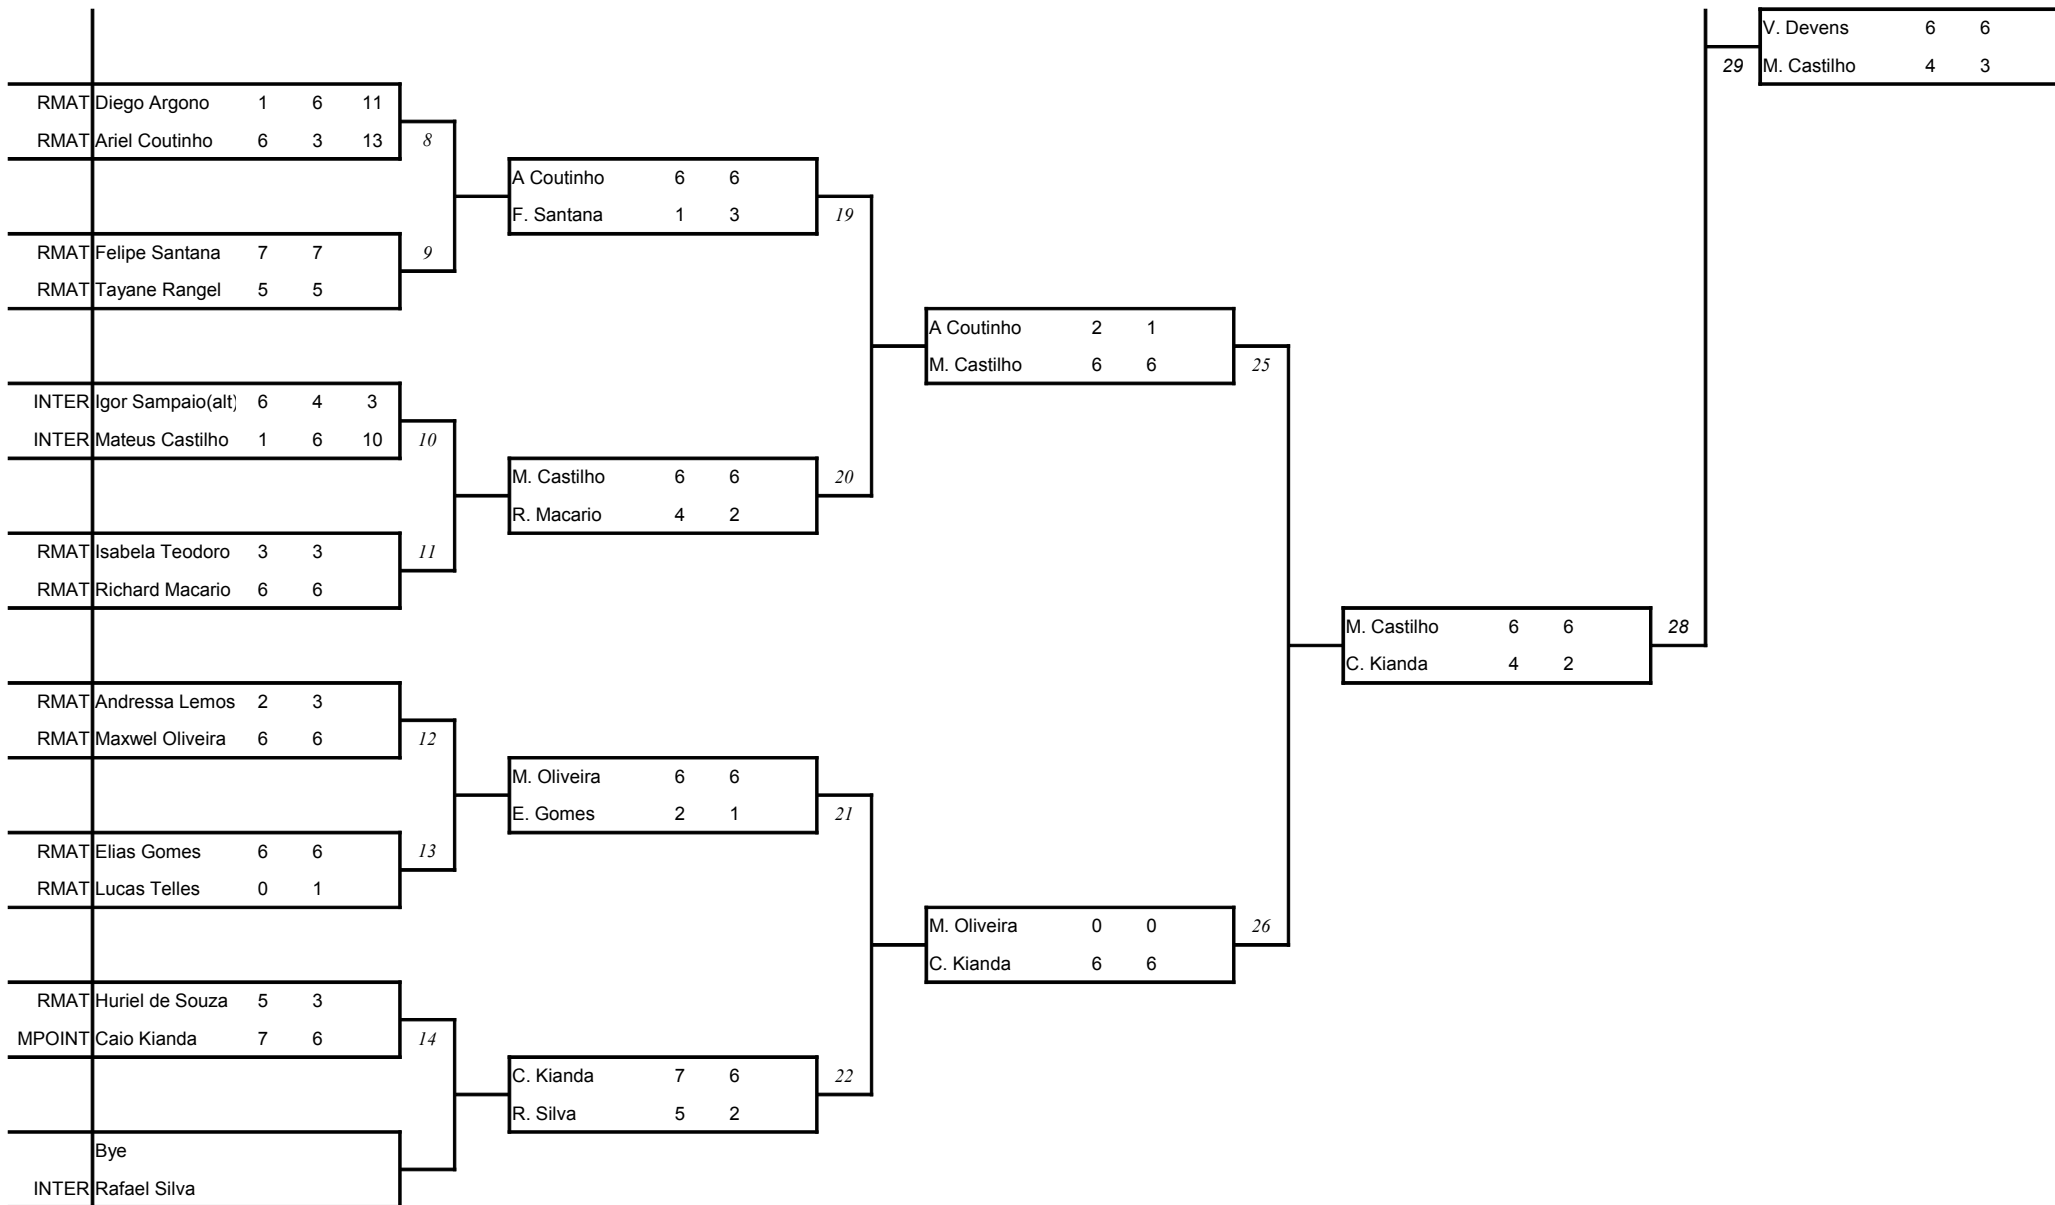 V. Devens 6 6
29 M. Castilho 4 3
RMAT Diego Argono 1 6 11
RMAT Ariel Coutinho 6 3 13 8
A Coutinho 6 6
F. Santana 1 3 19
RMAT Felipe Santana 7 7 9
RMAT Tayane Rangel 5 5
A Coutinho 2 1
M. Castilho 6 6 25
INTER Igor Sampaio(alt) 6 4 3
INTER Mateus Castilho 1 6 10 10
M. Castilho 6 6 20
R. Macario 4 2
RMAT Isabela Teodoro 3 3 11
RMAT Richard Macario 6 6
M. Castilho 6 6 28
C. Kianda 4 2
RMAT Andressa Lemos 2 3
RMAT Maxwel Oliveira 6 6 12
M. Oliveira 6 6
E. Gomes 2 1 21
RMAT Elias Gomes 6 6 13
RMAT Lucas Telles 0 1
M. Oliveira 0 0 26
C. Kianda 6 6
RMAT Huriel de Souza 5 3
MPOINT Caio Kianda 7 6 14
C. Kianda 7 6 22
R. Silva 5 2
Bye
INTER Rafael Silva